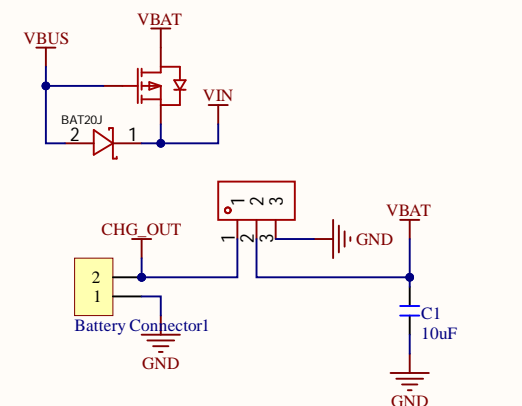 VBAT
VBUS
VIN
BAT20J
2 1
1 2 3
VBAT
CHG_OUT
1 2 3
GND
2
1
C1
10uF
Battery Connector1
GND
GND